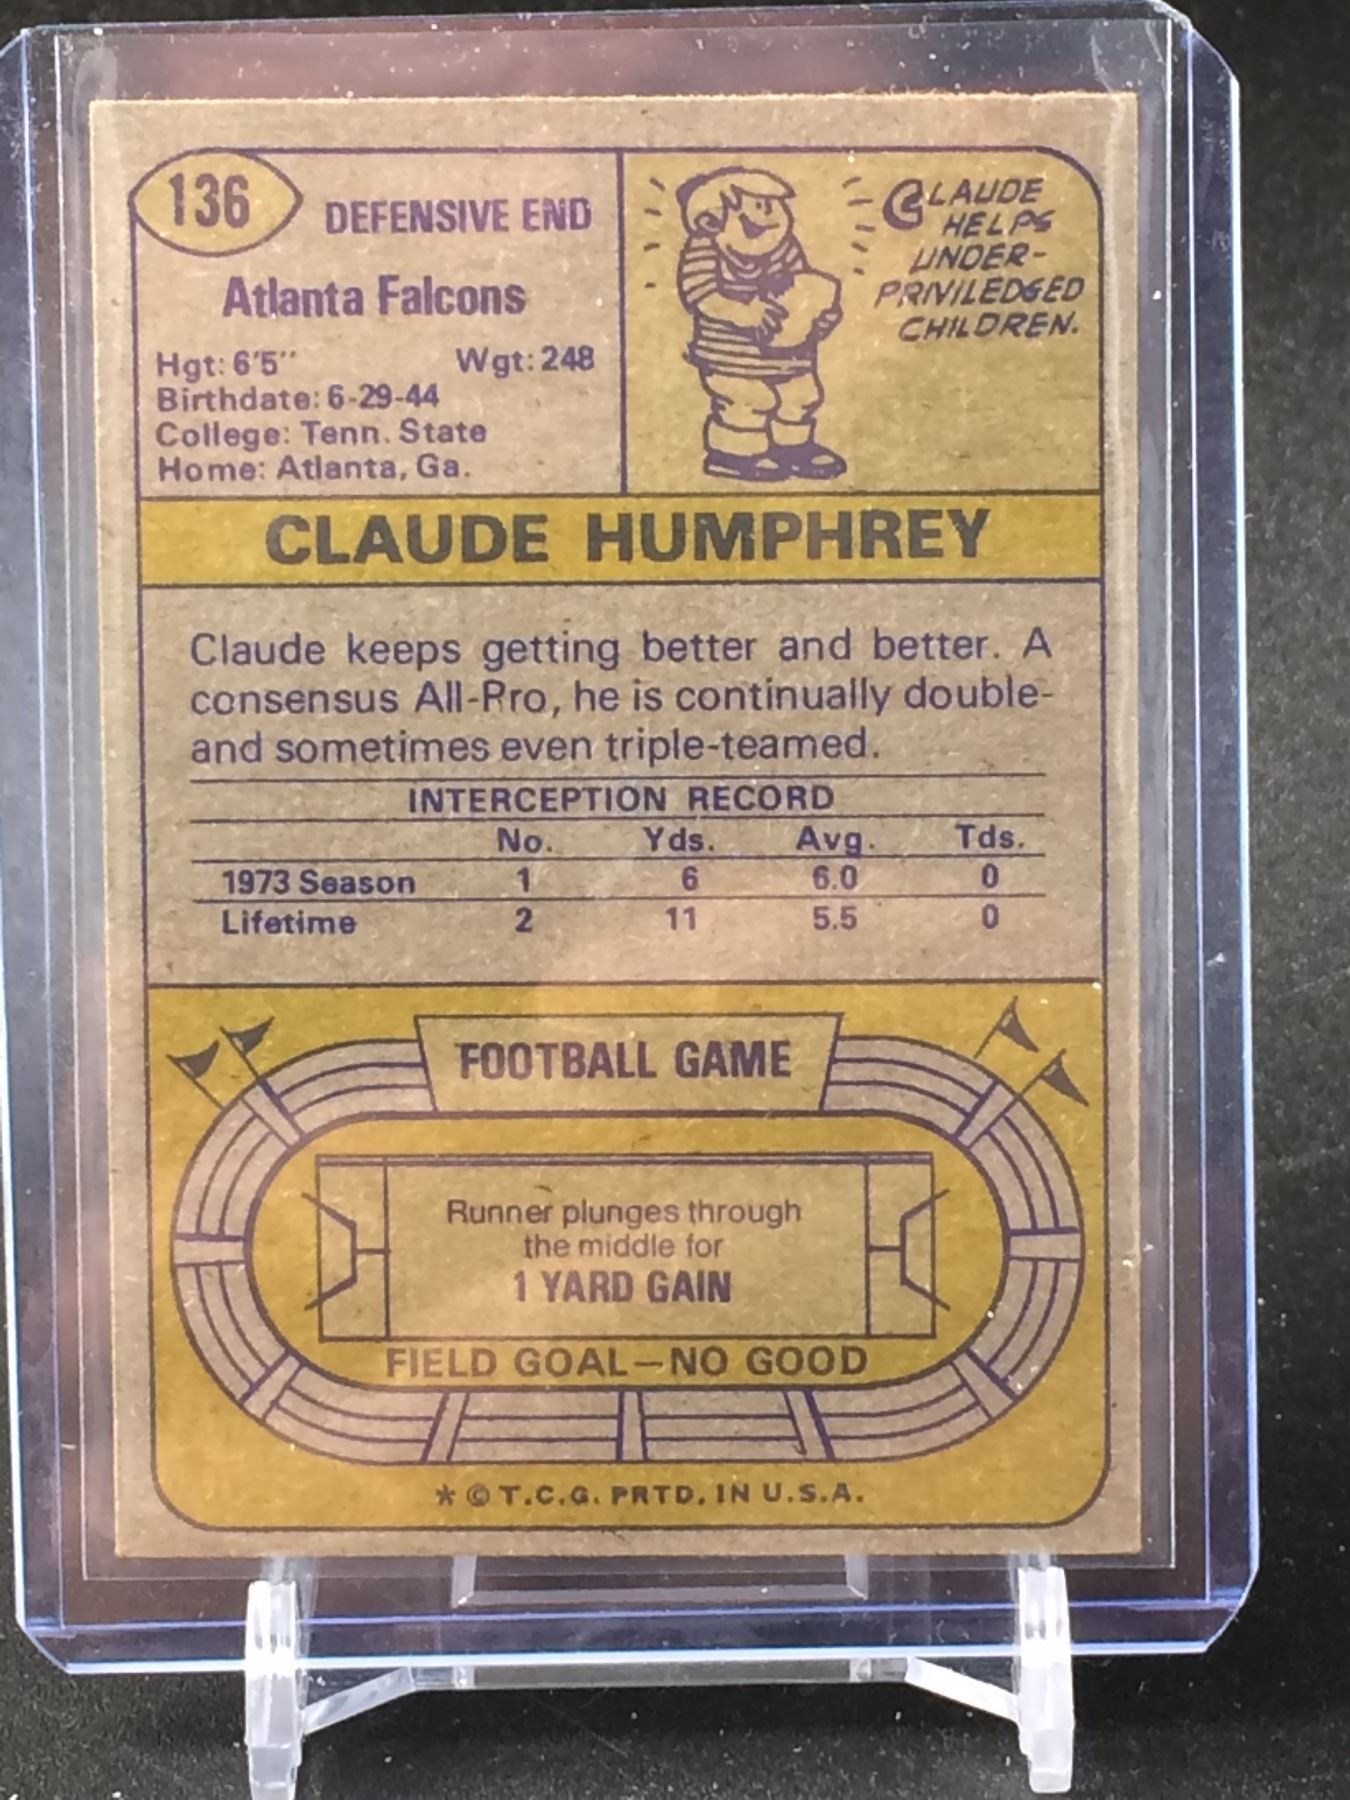 136
DEFENSIVE END
Atlanta Falcons
Hgt: 6'5" Wgt: 248
Birthdate: 6-29-44
College: Tenn. State
Home: Atlanta, Ga.
CLAUDE
HELPS
UNDER-
PRIVILEDGED
CHILDREN.
CLAUDE HUMPHREY
Claude keeps getting better and better. A
consensus All-Pro, he is continually double-
and sometimes even triple-teamed.
INTERCEPTION RECORD
No. Yds. Avg. Tds.
1973 Season 1 6 6.0 0
Lifetime 2 11 5.5 0
FOOTBALL GAME
Runner plunges through
the middle for
1 YARD GAIN
FIELD GOAL—NO GOOD
* © T.C.G. PRTD. IN U.S.A.